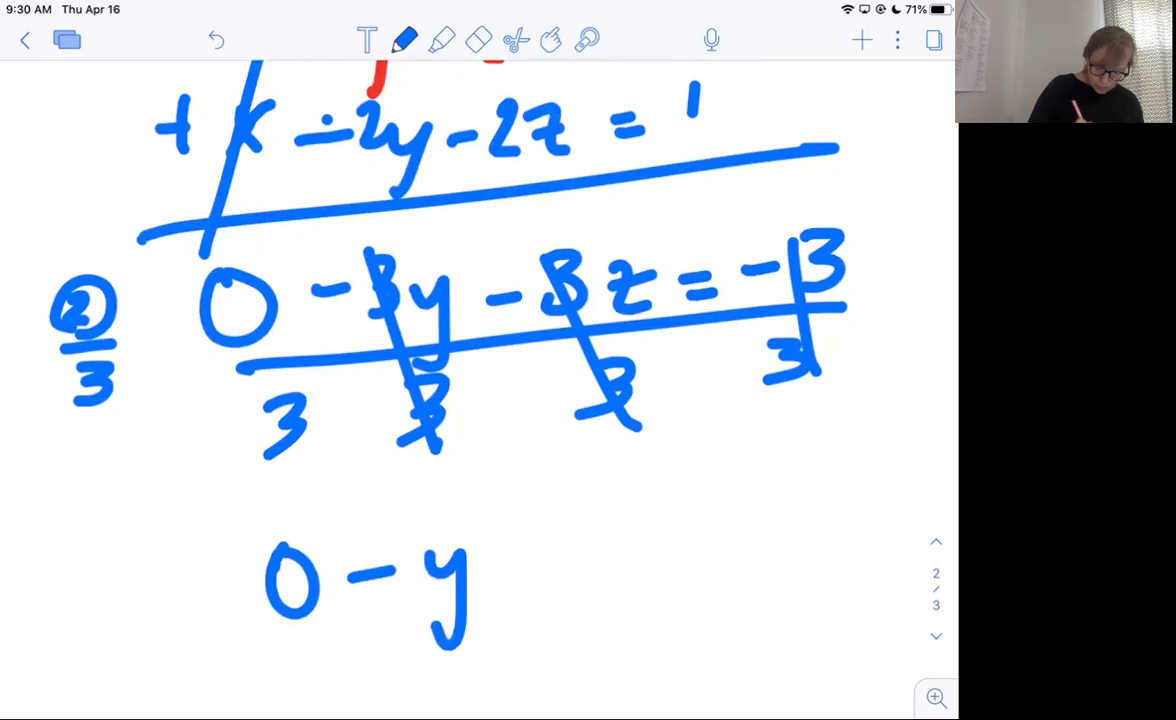 9:30 AM Thu Apr 16
71%
+ x - 2y - 2z = 1
② 0 - 3y - 3z = -3
3 3 3 3 3
0 - y
2
/
3